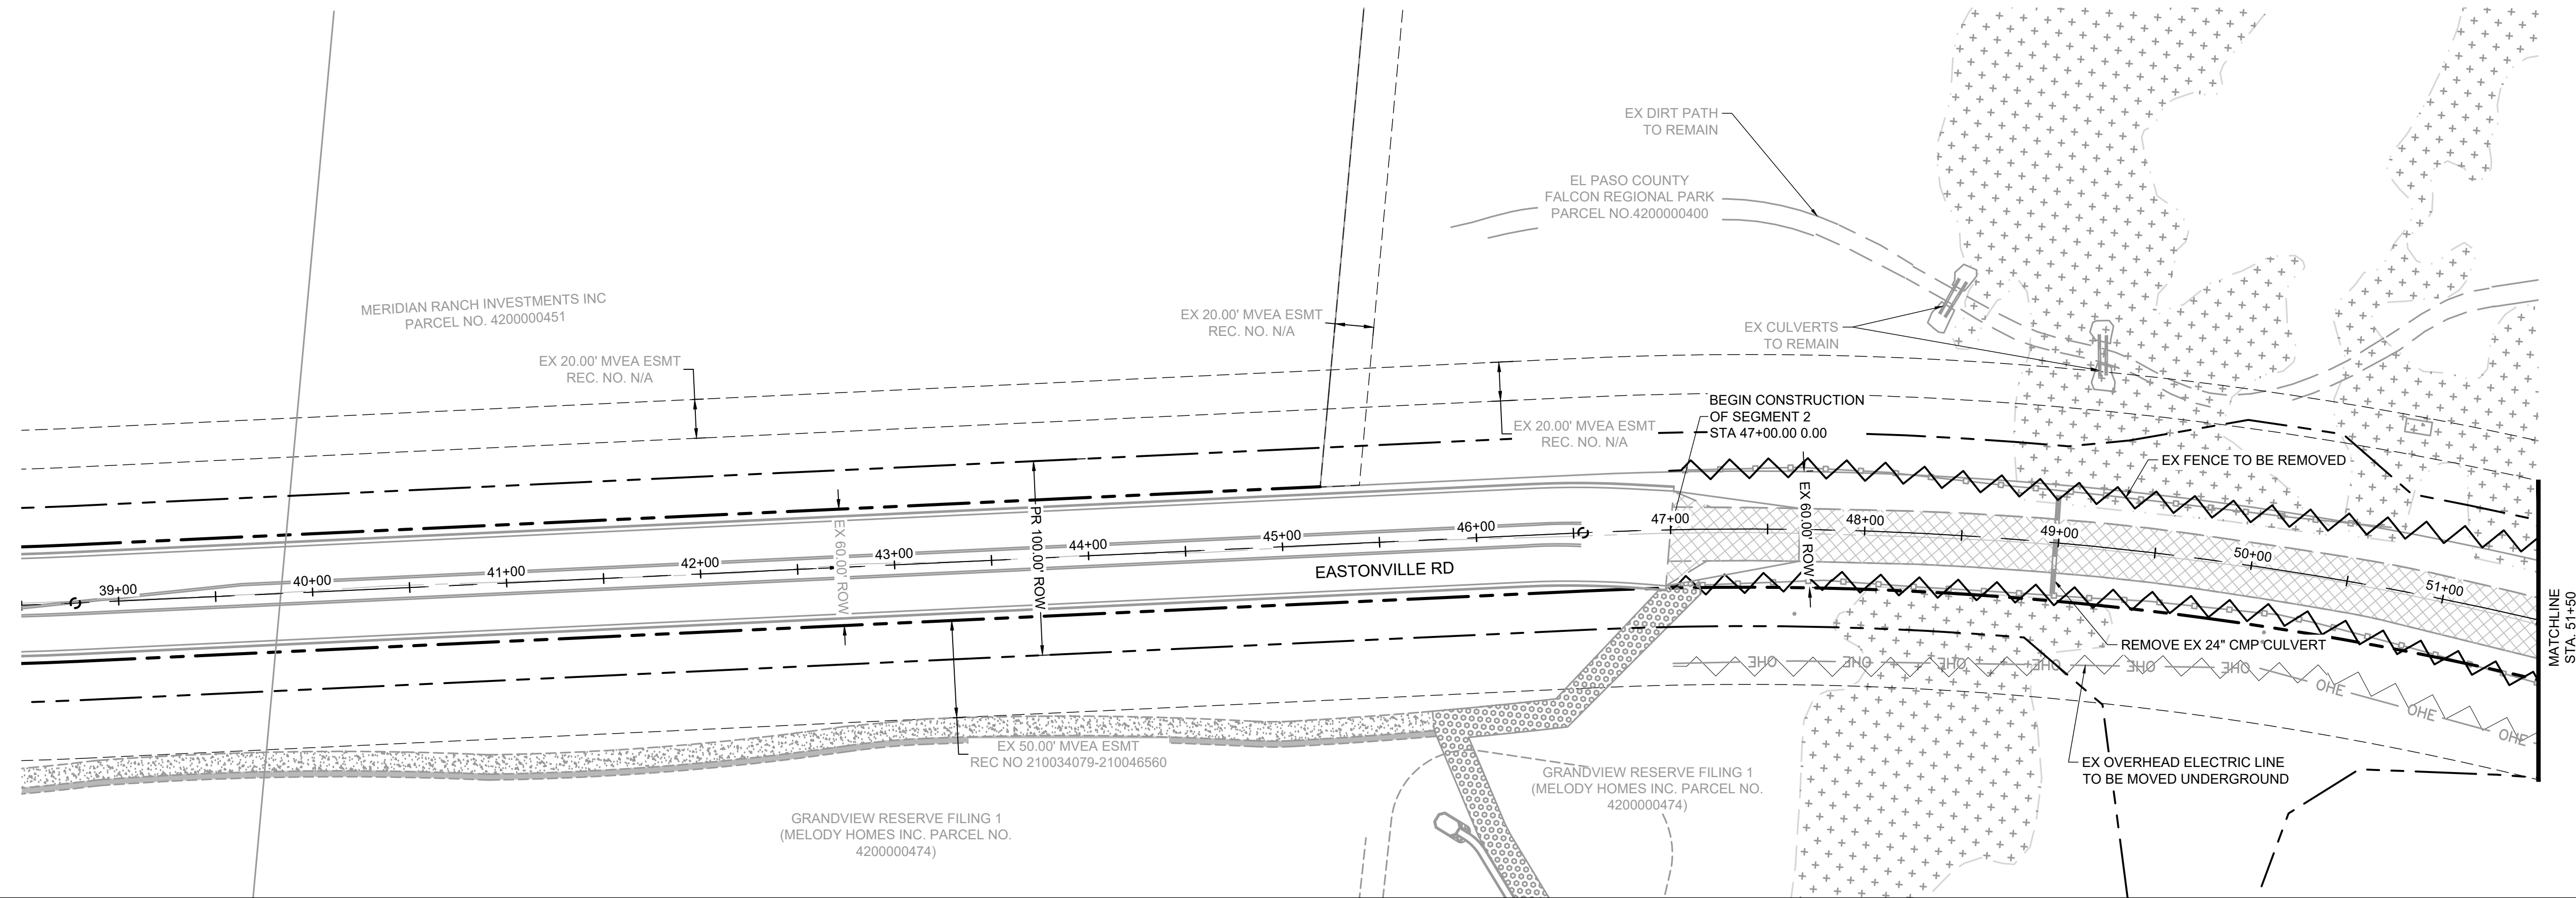 EX DIRT PATH
TO REMAIN
EL PASO COUNTY
FALCON REGIONAL PARK
PARCEL NO.4200000400
MERIDIAN RANCH INVESTMENTS INC
PARCEL NO. 4200000451
EX 20.00' MVEA ESMT
REC. NO. N/A
EX 20.00' MVEA ESMT
REC. NO. N/A
EX CULVERTS
TO REMAIN
BEGIN CONSTRUCTION
OF SEGMENT 2
STA 47+00.00 0.00
EX 20.00' MVEA ESMT
REC. NO. N/A
EX FENCE TO BE REMOVED
EX 60.00' ROW
PR 100.00' ROW
EX 60.00' ROW
39+00
40+00
41+00
42+00
43+00
44+00
45+00
46+00
47+00
48+00
49+00
50+00
51+00
EASTONVILLE RD
MATCHLINE
STA. 51+50
REMOVE EX 24" CMP CULVERT
OHE
OHE
OHE
OHE
OHE
OHE
OHE
OHE
OHE
EX 50.00' MVEA ESMT
REC NO 210034079-210046560
EX OVERHEAD ELECTRIC LINE
TO BE MOVED UNDERGROUND
GRANDVIEW RESERVE FILING 1
(MELODY HOMES INC. PARCEL NO.
4200000474)
GRANDVIEW RESERVE FILING 1
(MELODY HOMES INC. PARCEL NO.
4200000474)